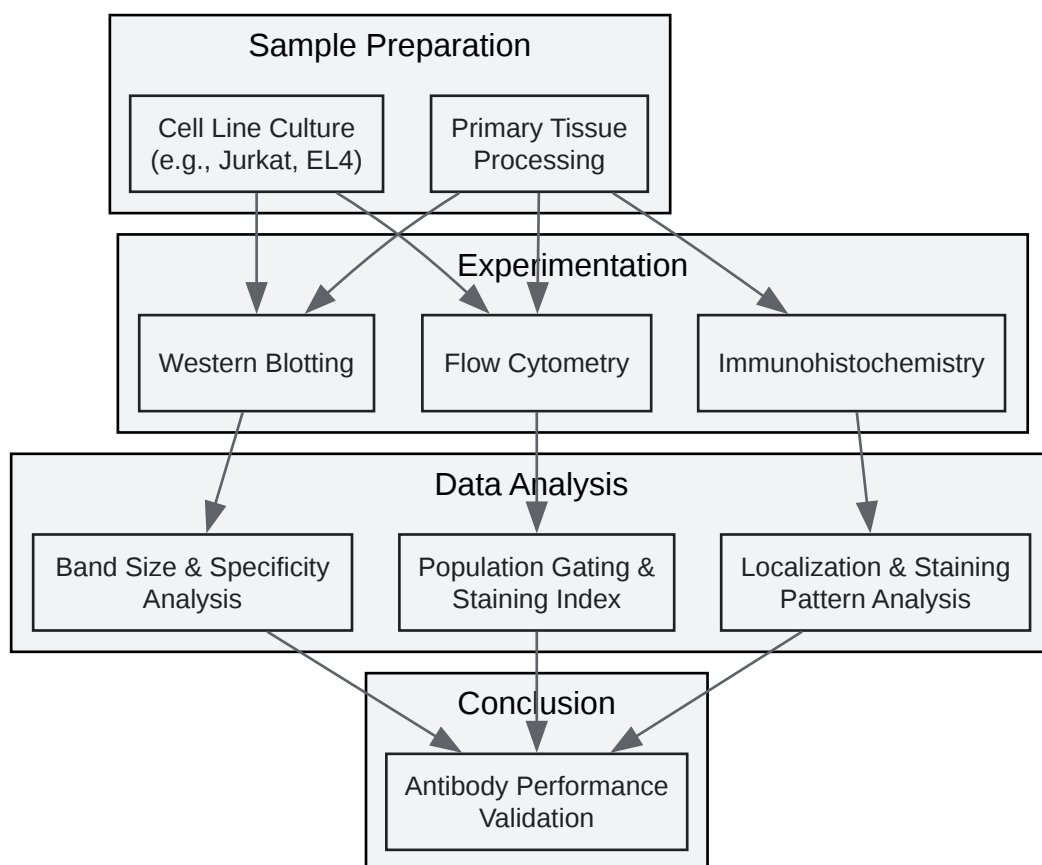 Sample Preparation
Cell Line Culture
(e.g., Jurkat, EL4)
Primary Tissue
Processing
Experimentation
Western Blotting
Flow Cytometry
Immunohistochemistry
Data Analysis
Band Size & Specificity
Analysis
Population Gating &
Staining Index
Localization & Staining
Pattern Analysis
Conclusion
Antibody Performance
Validation